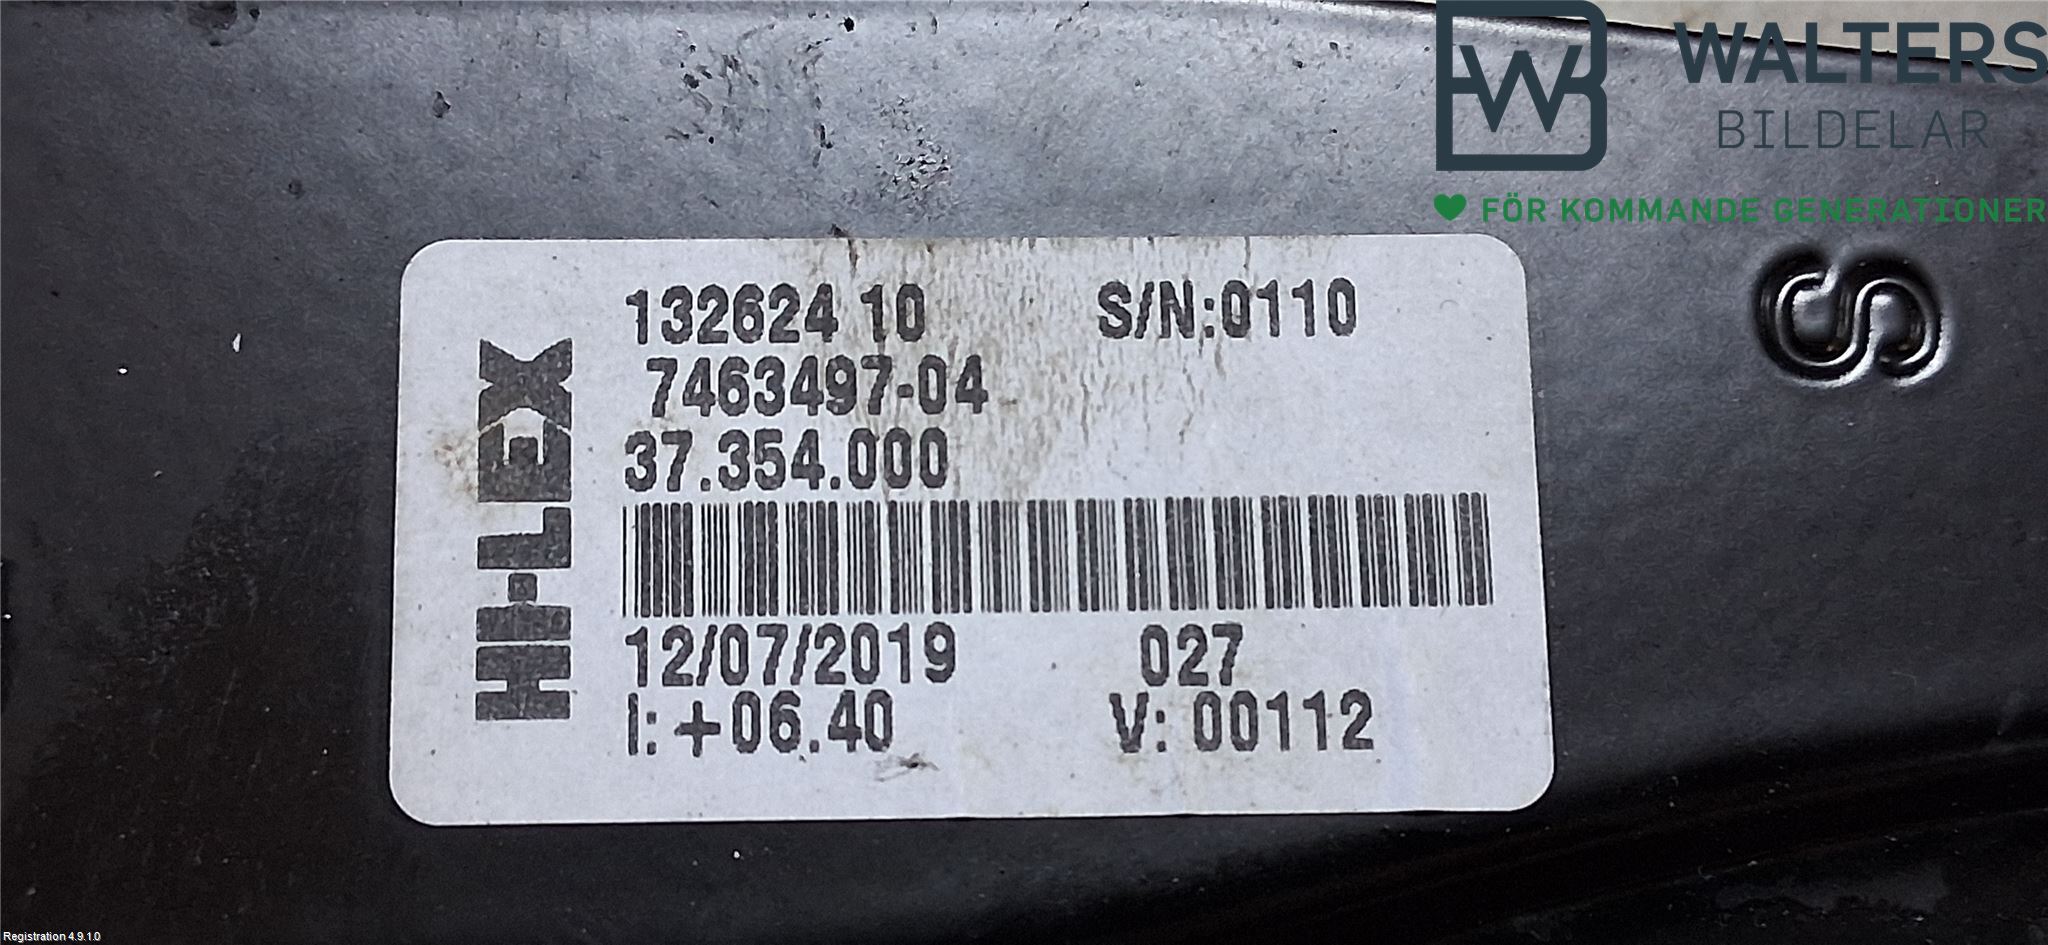 WALTERS
BILDELAR
FÖR KOMMANDE GENERATIONER
S
HI-LEX
132624 10 S/N:0110
7463497-04
37.354.000
12/07/2019 027
I: +06.40 V: 00112
Registration 4.9.1.0